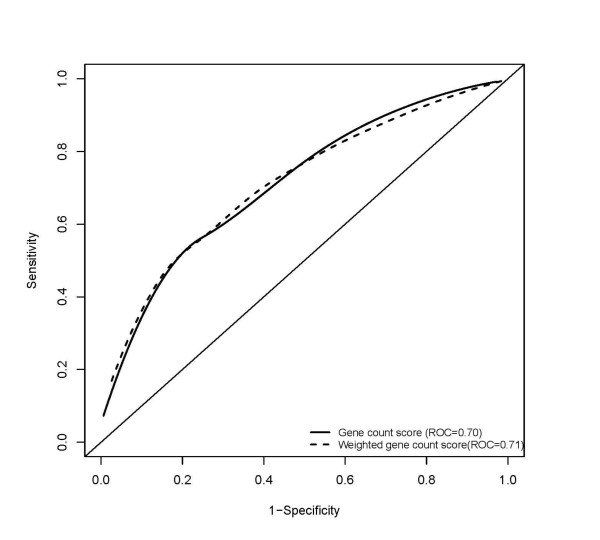 1.0
0.8
0.6
0.4
0.2
0.0
Sensitivity
Gene count score (ROC=0.70)
Weighted gene count score(ROC=0.71)
0.0 0.2 0.4 0.6 0.8 1.0
1−Specificity